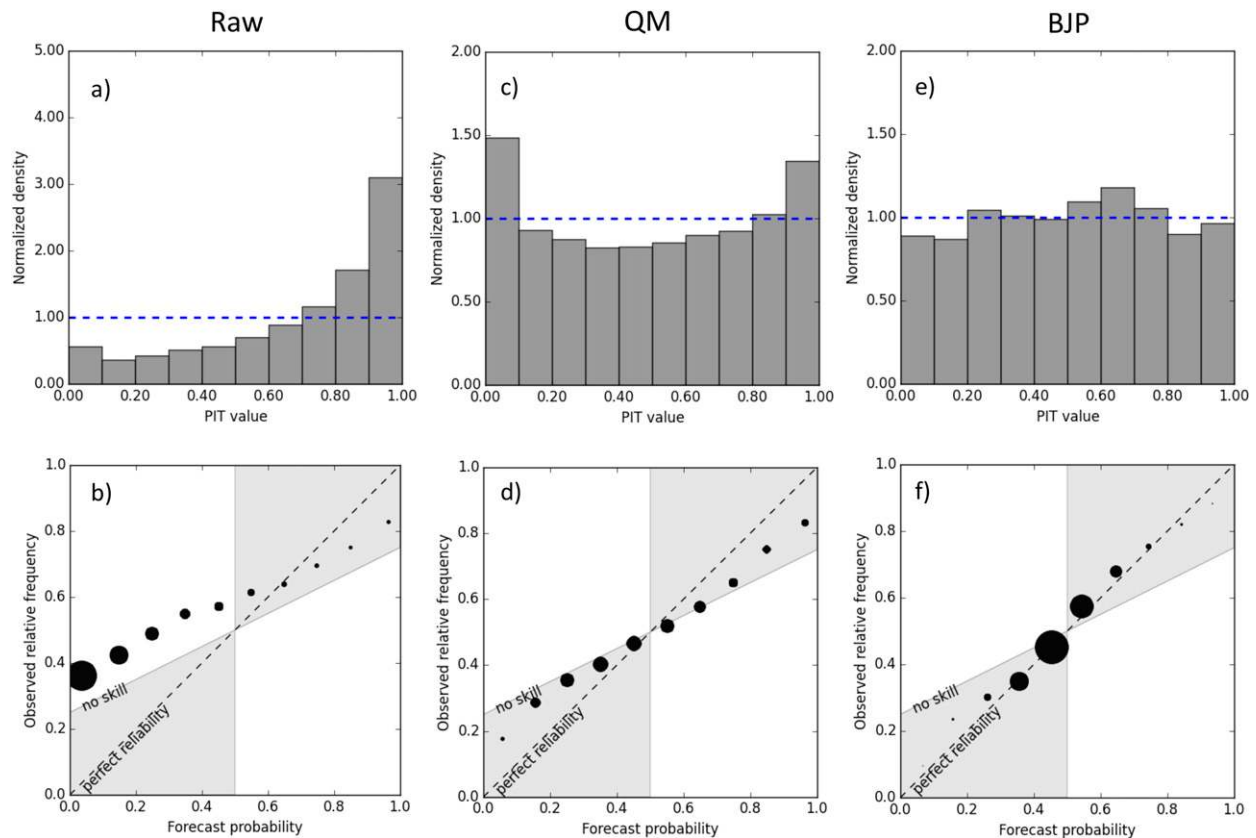 Raw
QM
BJP
a)
5.00
4.00
3.00
2.00
1.00
0.00
Normalized density
0.00 0.20 0.40 0.60 0.80 1.00
PIT value
c)
2.00
1.50
1.00
0.50
0.00
Normalized density
0.00 0.20 0.40 0.60 0.80 1.00
PIT value
e)
2.00
1.50
1.00
0.50
0.00
Normalized density
0.00 0.20 0.40 0.60 0.80 1.00
PIT value
b)
1.0
0.8
0.6
0.4
0.2
0.0
Observed relative frequency
no skill
perfect reliability
0.0 0.2 0.4 0.6 0.8 1.0
Forecast probability
d)
1.0
0.8
0.6
0.4
0.2
0.0
Observed relative frequency
no skill
perfect reliability
0.0 0.2 0.4 0.6 0.8 1.0
Forecast probability
f)
1.0
0.8
0.6
0.4
0.2
0.0
Observed relative frequency
no skill
perfect reliability
0.0 0.2 0.4 0.6 0.8 1.0
Forecast probability